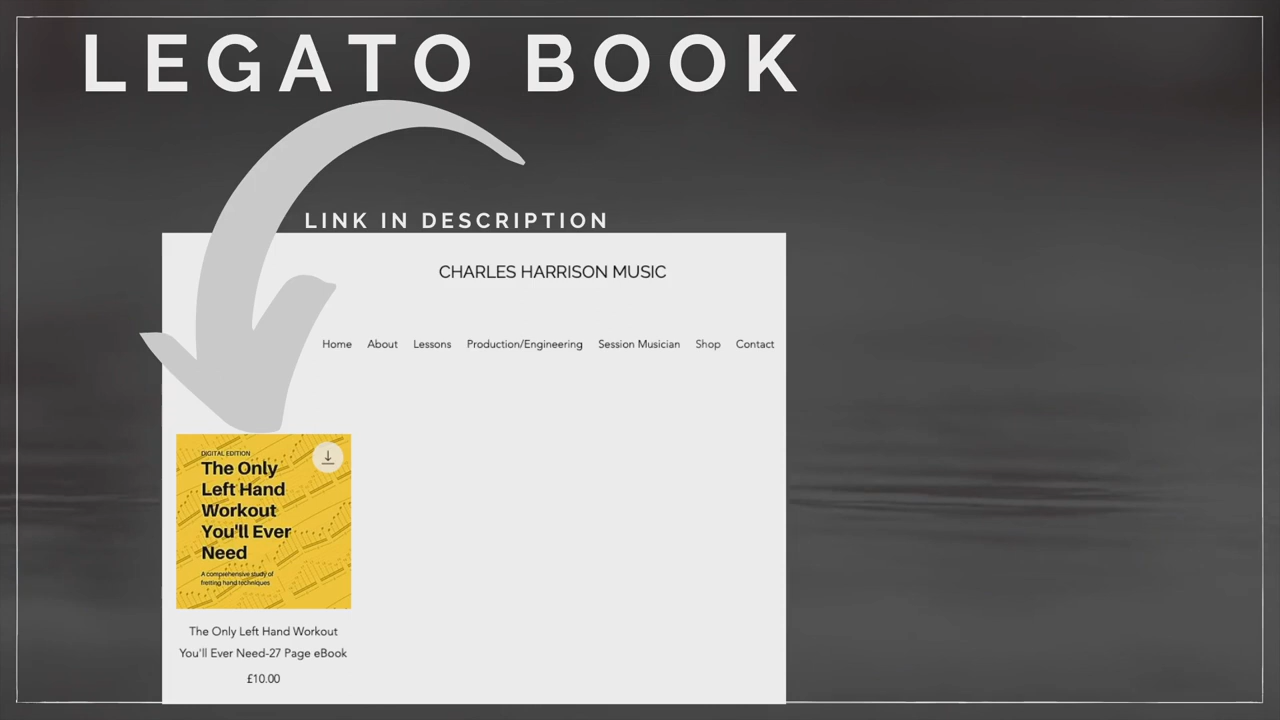 LEGATO BOOK
LINK IN DESCRIPTION
CHARLES HARRISON MUSIC
Home About Lessons Production/Engineering Session Musician Shop Contact
DIGITAL EDITION
The Only
Left Hand
Workout
You'll Ever
Need
A comprehensive study of
fretting hand techniques
The Only Left Hand Workout
You'll Ever Need-27 Page eBook
£10.00